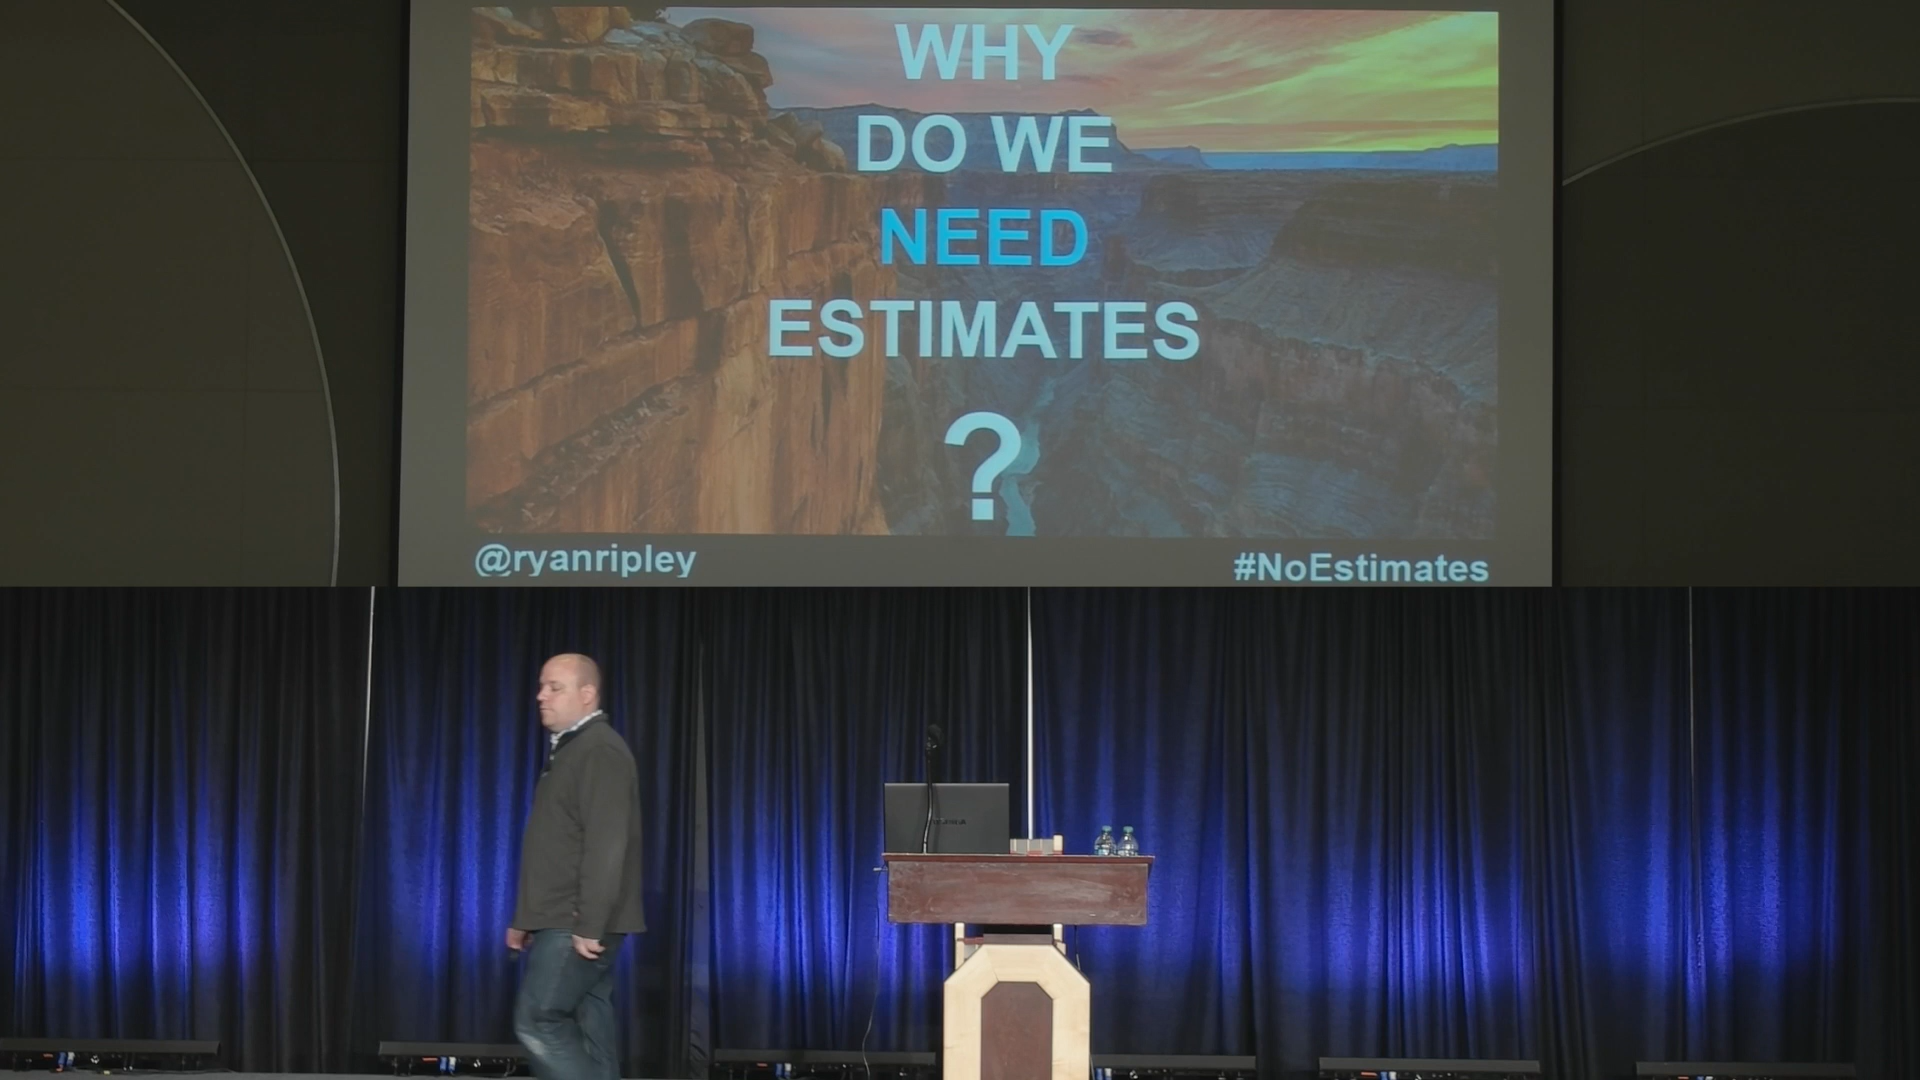 WHY
DO WE
NEED
ESTIMATES
?
@ryanripley
#NoEstimates